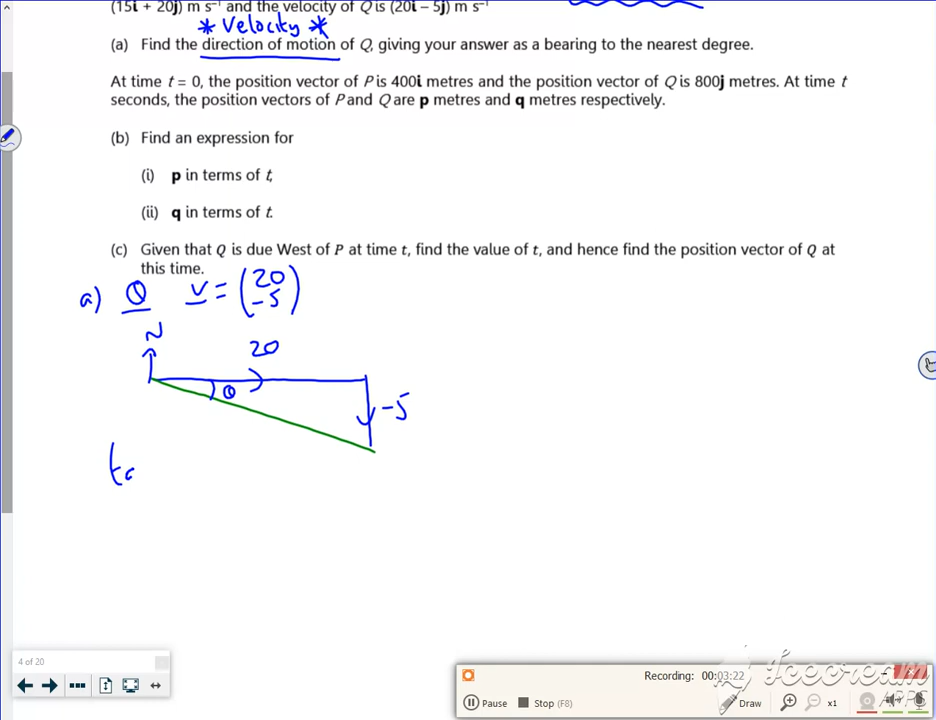 (15i + 20j) m s⁻¹ and the velocity of Q is (20i – 5j) m s⁻¹
* Velocity *
(a) Find the direction of motion of Q, giving your answer as a bearing to the nearest degree.
At time t = 0, the position vector of P is 400i metres and the position vector of Q is 800j metres. At time t
seconds, the position vectors of P and Q are p metres and q metres respectively.
(b) Find an expression for
(i) p in terms of t,
(ii) q in terms of t.
(c) Given that Q is due West of P at time t, find the value of t, and hence find the position vector of Q at
this time.
a) Q v = (20
-5)
N
20
θ
-5
ta
4 of 20
Recording: 00:03:22
Pause Stop (F8) Draw x1
Icecream
APPS